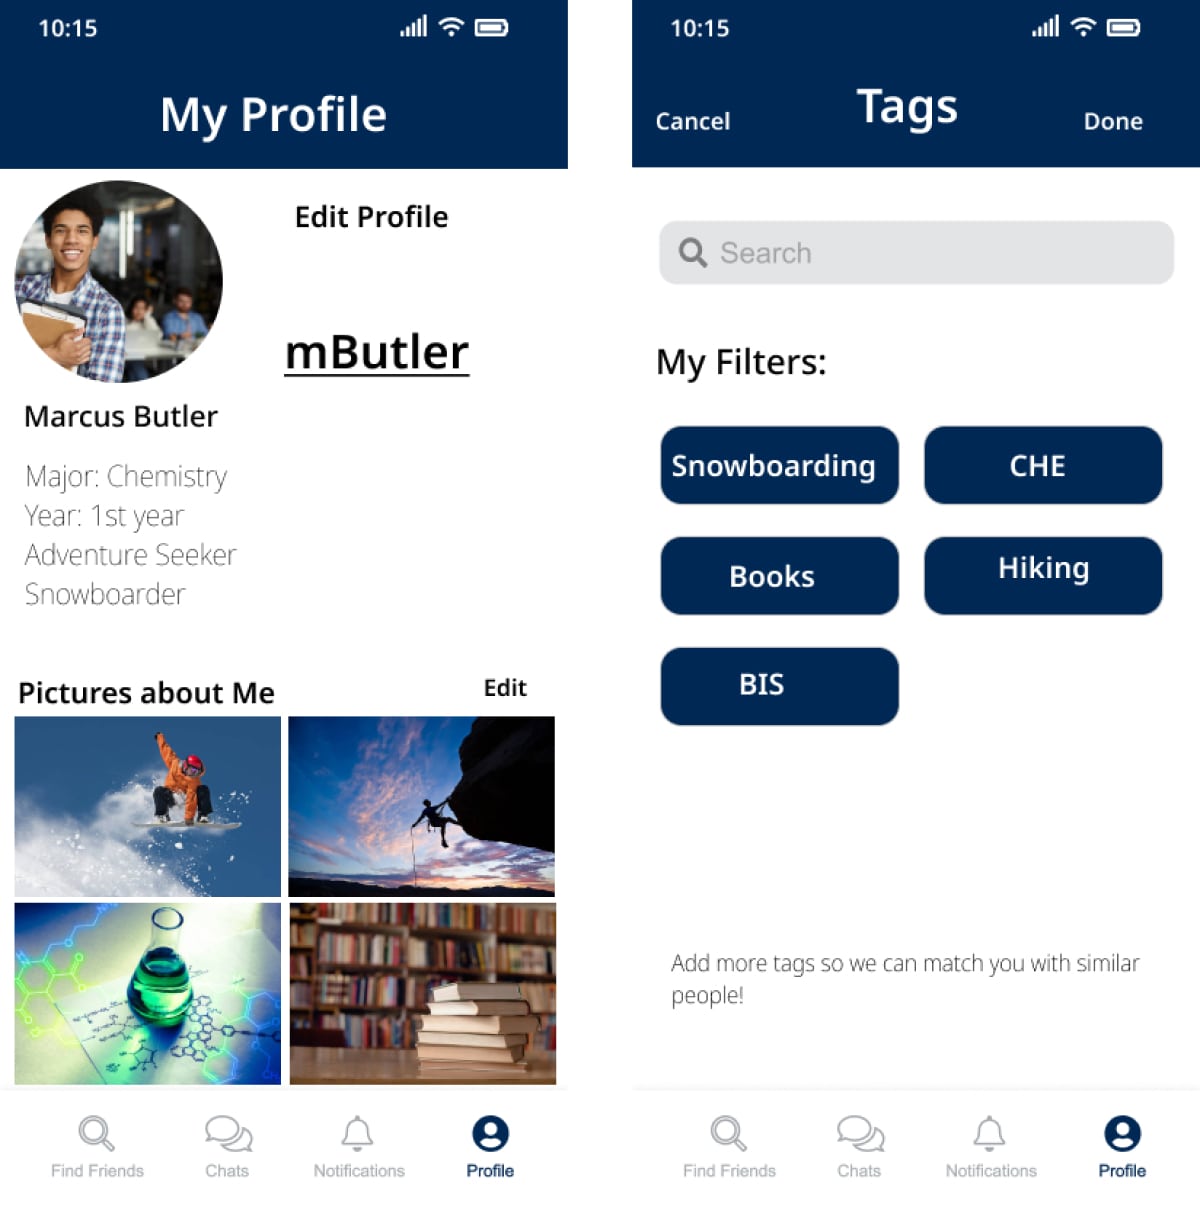 10:15
My Profile
Edit Profile
mButler
Marcus Butler
Major: Chemistry
Year: 1st year
Adventure Seeker
Snowboarder
Pictures about Me
Edit
Find Friends
Chats
Notifications
Profile
10:15
Cancel
Tags
Done
Search
My Filters:
Snowboarding
CHE
Books
Hiking
BIS
Add more tags so we can match you with similar
people!
Find Friends
Chats
Notifications
Profile